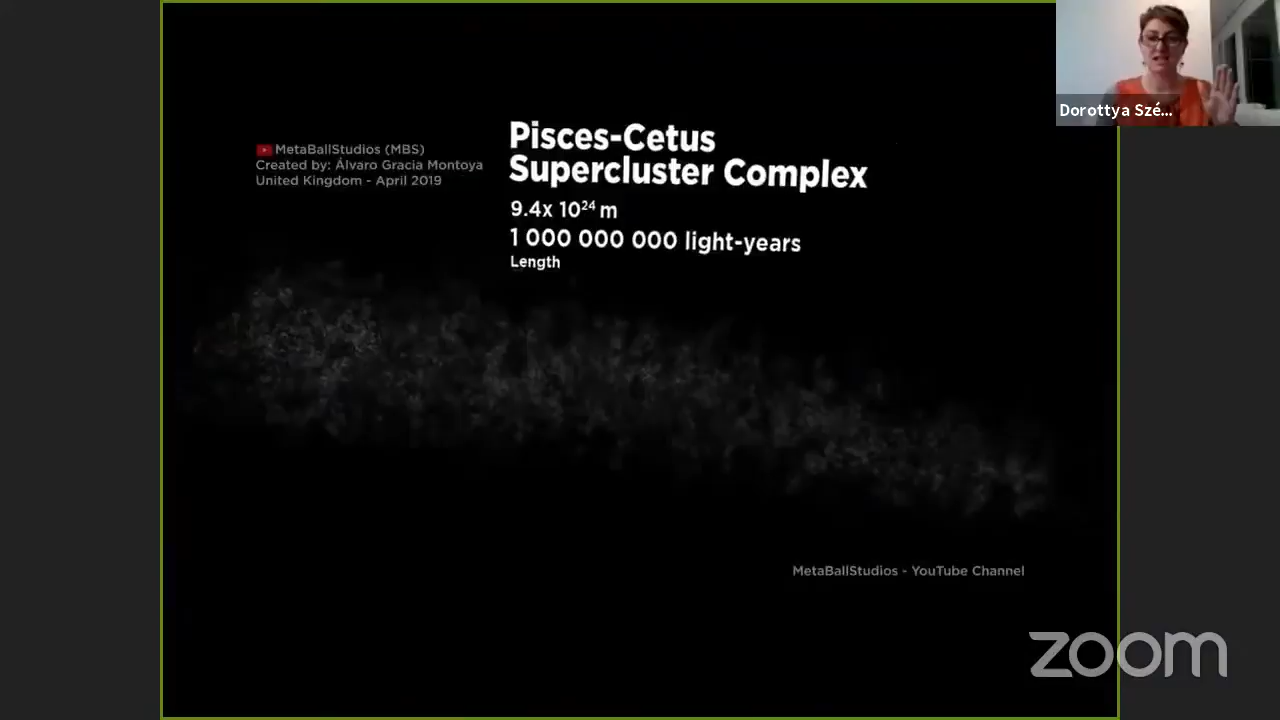 Dorottya Szé...
MetaBallStudios (MBS)
Created by: Álvaro Gracia Montoya
United Kingdom - April 2019
Pisces-Cetus
Supercluster Complex
9.4x 10²⁴ m
1 000 000 000 light-years
Length
MetaBallStudios - YouTube Channel
zoom